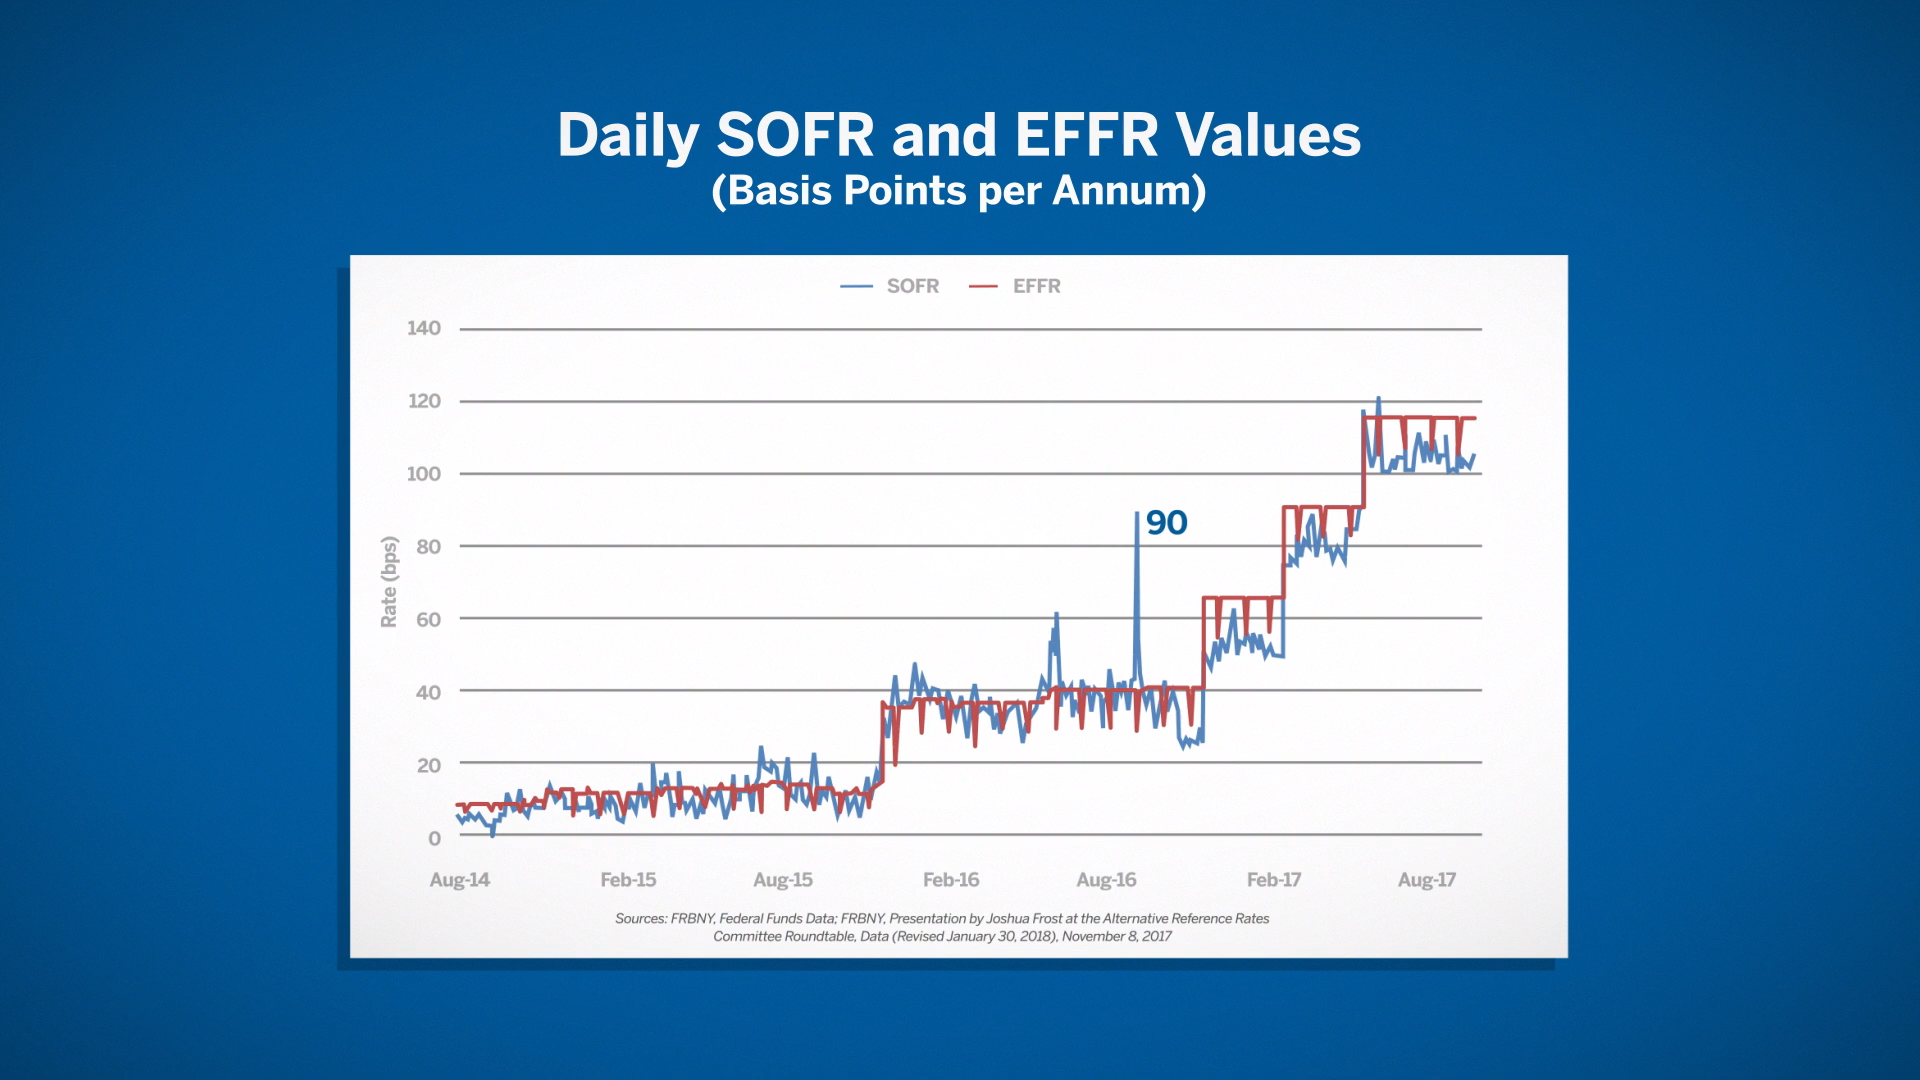 Daily SOFR and EFFR Values
(Basis Points per Annum)
SOFR EFFR
140
120
100
80
60
40
20
0
Rate (bps)
90
Aug-14 Feb-15 Aug-15 Feb-16 Aug-16 Feb-17 Aug-17
Sources: FRBNY, Federal Funds Data; FRBNY, Presentation by Joshua Frost at the Alternative Reference Rates
Committee Roundtable, Data (Revised January 30, 2018), November 8, 2017